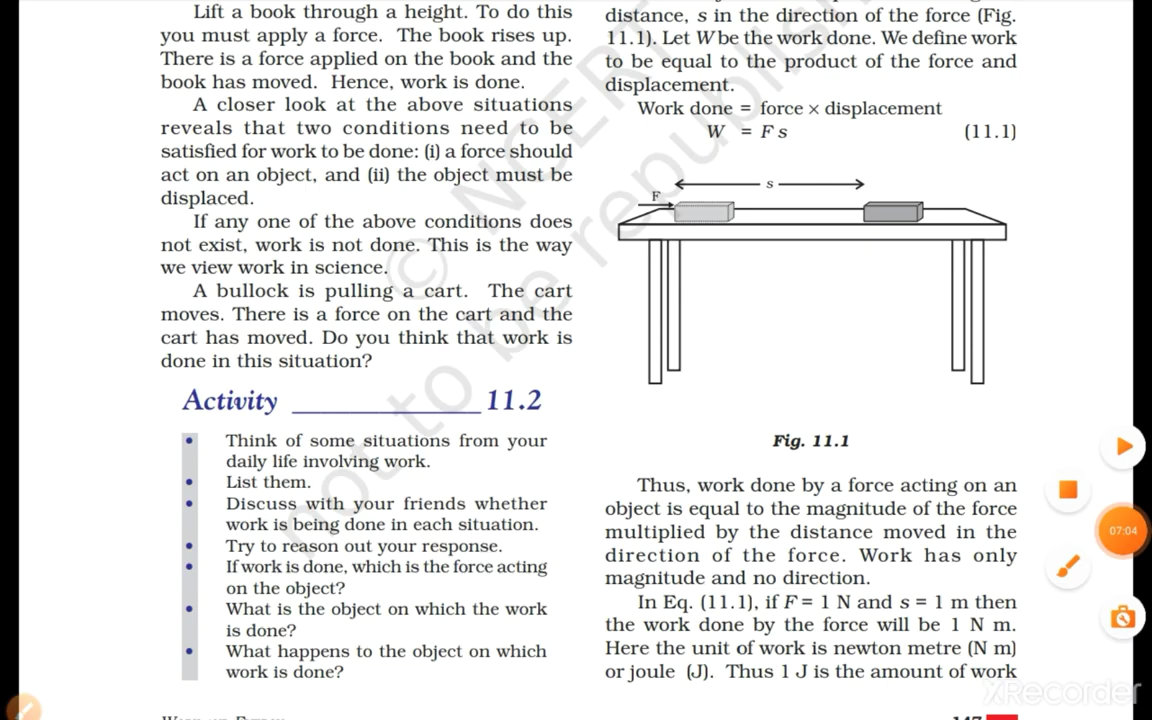 Lift a book through a height. To do this
you must apply a force. The book rises up.
There is a force applied on the book and the
book has moved. Hence, work is done.
A closer look at the above situations
reveals that two conditions need to be
satisfied for work to be done: (i) a force should
act on an object, and (ii) the object must be
displaced.
If any one of the above conditions does
not exist, work is not done. This is the way
we view work in science.
A bullock is pulling a cart. The cart
moves. There is a force on the cart and the
cart has moved. Do you think that work is
done in this situation?
Activity ______________ 11.2
• Think of some situations from your
daily life involving work.
• List them.
• Discuss with your friends whether
work is being done in each situation.
• Try to reason out your response.
• If work is done, which is the force acting
on the object?
• What is the object on which the work
is done?
• What happens to the object on which
work is done?
distance, s in the direction of the force (Fig.
11.1). Let W be the work done. We define work
to be equal to the product of the force and
displacement.
Work done = force × displacement
W = F s (11.1)
s
F
Fig. 11.1
Thus, work done by a force acting on an
object is equal to the magnitude of the force
multiplied by the distance moved in the
direction of the force. Work has only
magnitude and no direction.
In Eq. (11.1), if F = 1 N and s = 1 m then
the work done by the force will be 1 N m.
Here the unit of work is newton metre (N m)
or joule (J). Thus 1 J is the amount of work
147
© NCERT
not to be republish
07:04
XRecorder